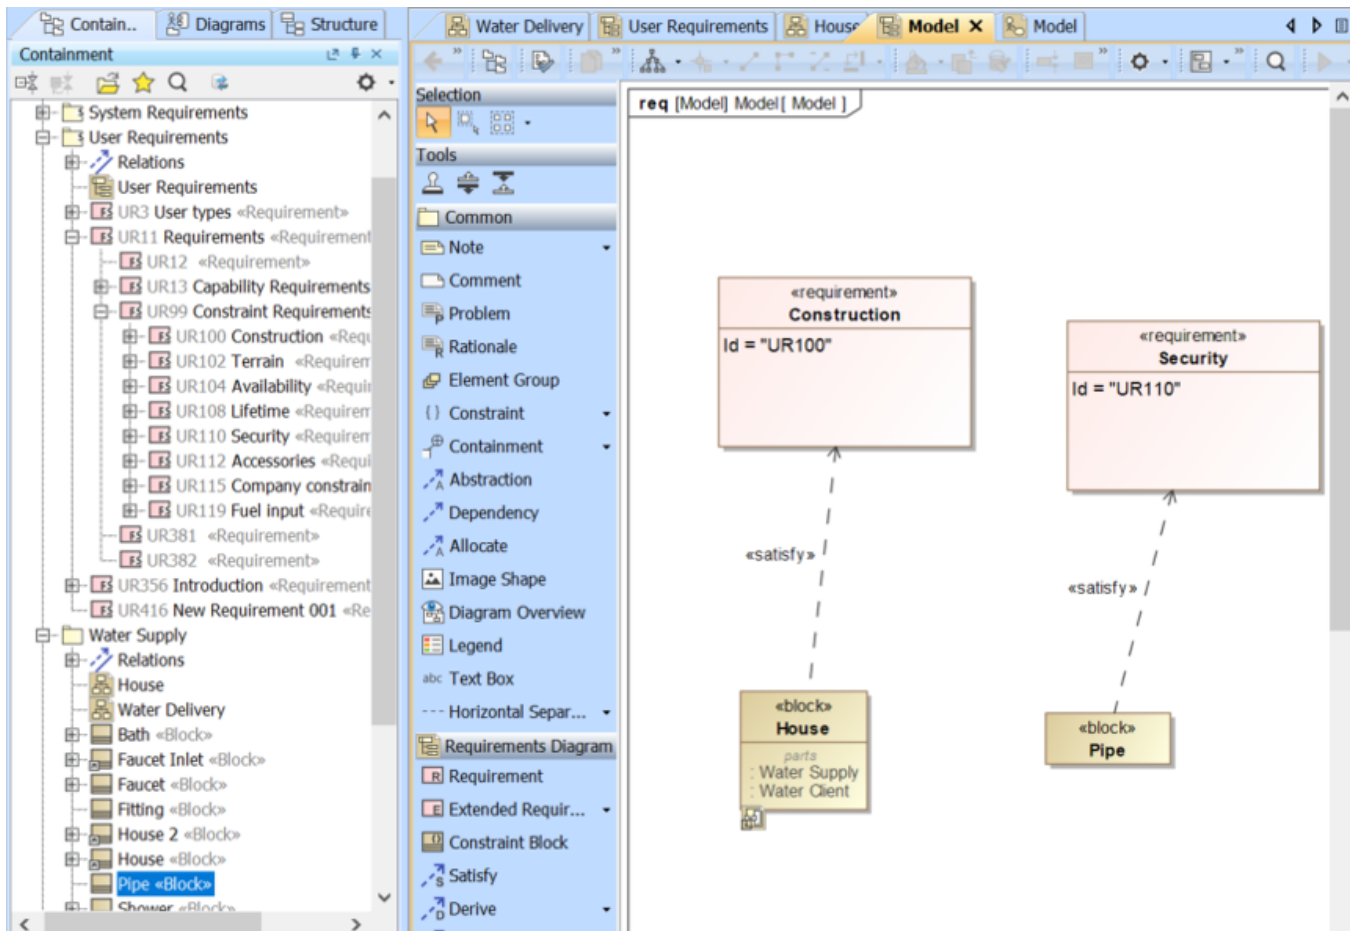 Contain..
Diagrams
Structure
Containment
System Requirements
User Requirements
Relations
User Requirements
UR3 User types «Requirement»
UR11 Requirements «Requirement
UR12 «Requirement»
UR13 Capability Requirements
UR99 Constraint Requirements
UR100 Construction «Requ
UR102 Terrain «Requirem
UR104 Availability «Requir
UR108 Lifetime «Requirem
UR110 Security «Requirem
UR112 Accessories «Requi
UR115 Company constrain
UR119 Fuel input «Require
UR381 «Requirement»
UR382 «Requirement»
UR356 Introduction «Requirement
UR416 New Requirement 001 «Re
Water Supply
Relations
House
Water Delivery
Bath «Block»
Faucet Inlet «Block»
Faucet «Block»
Fitting «Block»
House 2 «Block»
House «Block»
Pipe «Block»
Shower «Block»
Water Delivery
User Requirements
House
Model
Model
Selection
Tools
Common
Note
Comment
Problem
Rationale
Element Group
{} Constraint
Containment
Abstraction
Dependency
Allocate
Image Shape
Diagram Overview
Legend
abc Text Box
Horizontal Separ...
Requirements Diagram
Requirement
Extended Requir...
Constraint Block
Satisfy
Derive
req [Model] Model[ Model ]
«requirement»
Construction
Id = "UR100"
«requirement»
Security
Id = "UR110"
«satisfy»
«satisfy»
«block»
House
parts
: Water Supply
: Water Client
«block»
Pipe